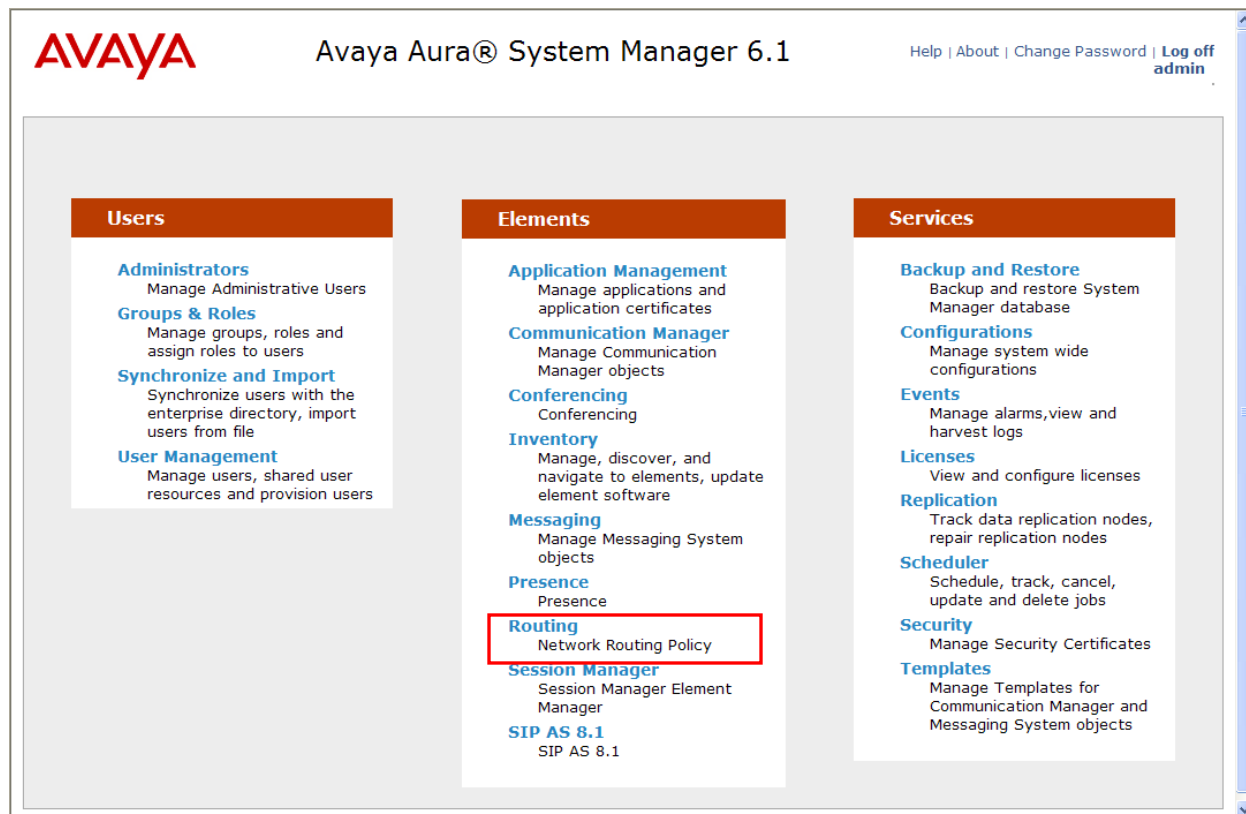 AVAYA
Avaya Aura® System Manager 6.1
Help | About | Change Password | Log off
admin
Users
Administrators
Manage Administrative Users
Groups & Roles
Manage groups, roles and
assign roles to users
Synchronize and Import
Synchronize users with the
enterprise directory, import
users from file
User Management
Manage users, shared user
resources and provision users
Elements
Application Management
Manage applications and
application certificates
Communication Manager
Manage Communication
Manager objects
Conferencing
Conferencing
Inventory
Manage, discover, and
navigate to elements, update
element software
Messaging
Manage Messaging System
objects
Presence
Presence
Routing
Network Routing Policy
Session Manager
Session Manager Element
Manager
SIP AS 8.1
SIP AS 8.1
Services
Backup and Restore
Backup and restore System
Manager database
Configurations
Manage system wide
configurations
Events
Manage alarms,view and
harvest logs
Licenses
View and configure licenses
Replication
Track data replication nodes,
repair replication nodes
Scheduler
Schedule, track, cancel,
update and delete jobs
Security
Manage Security Certificates
Templates
Manage Templates for
Communication Manager and
Messaging System objects